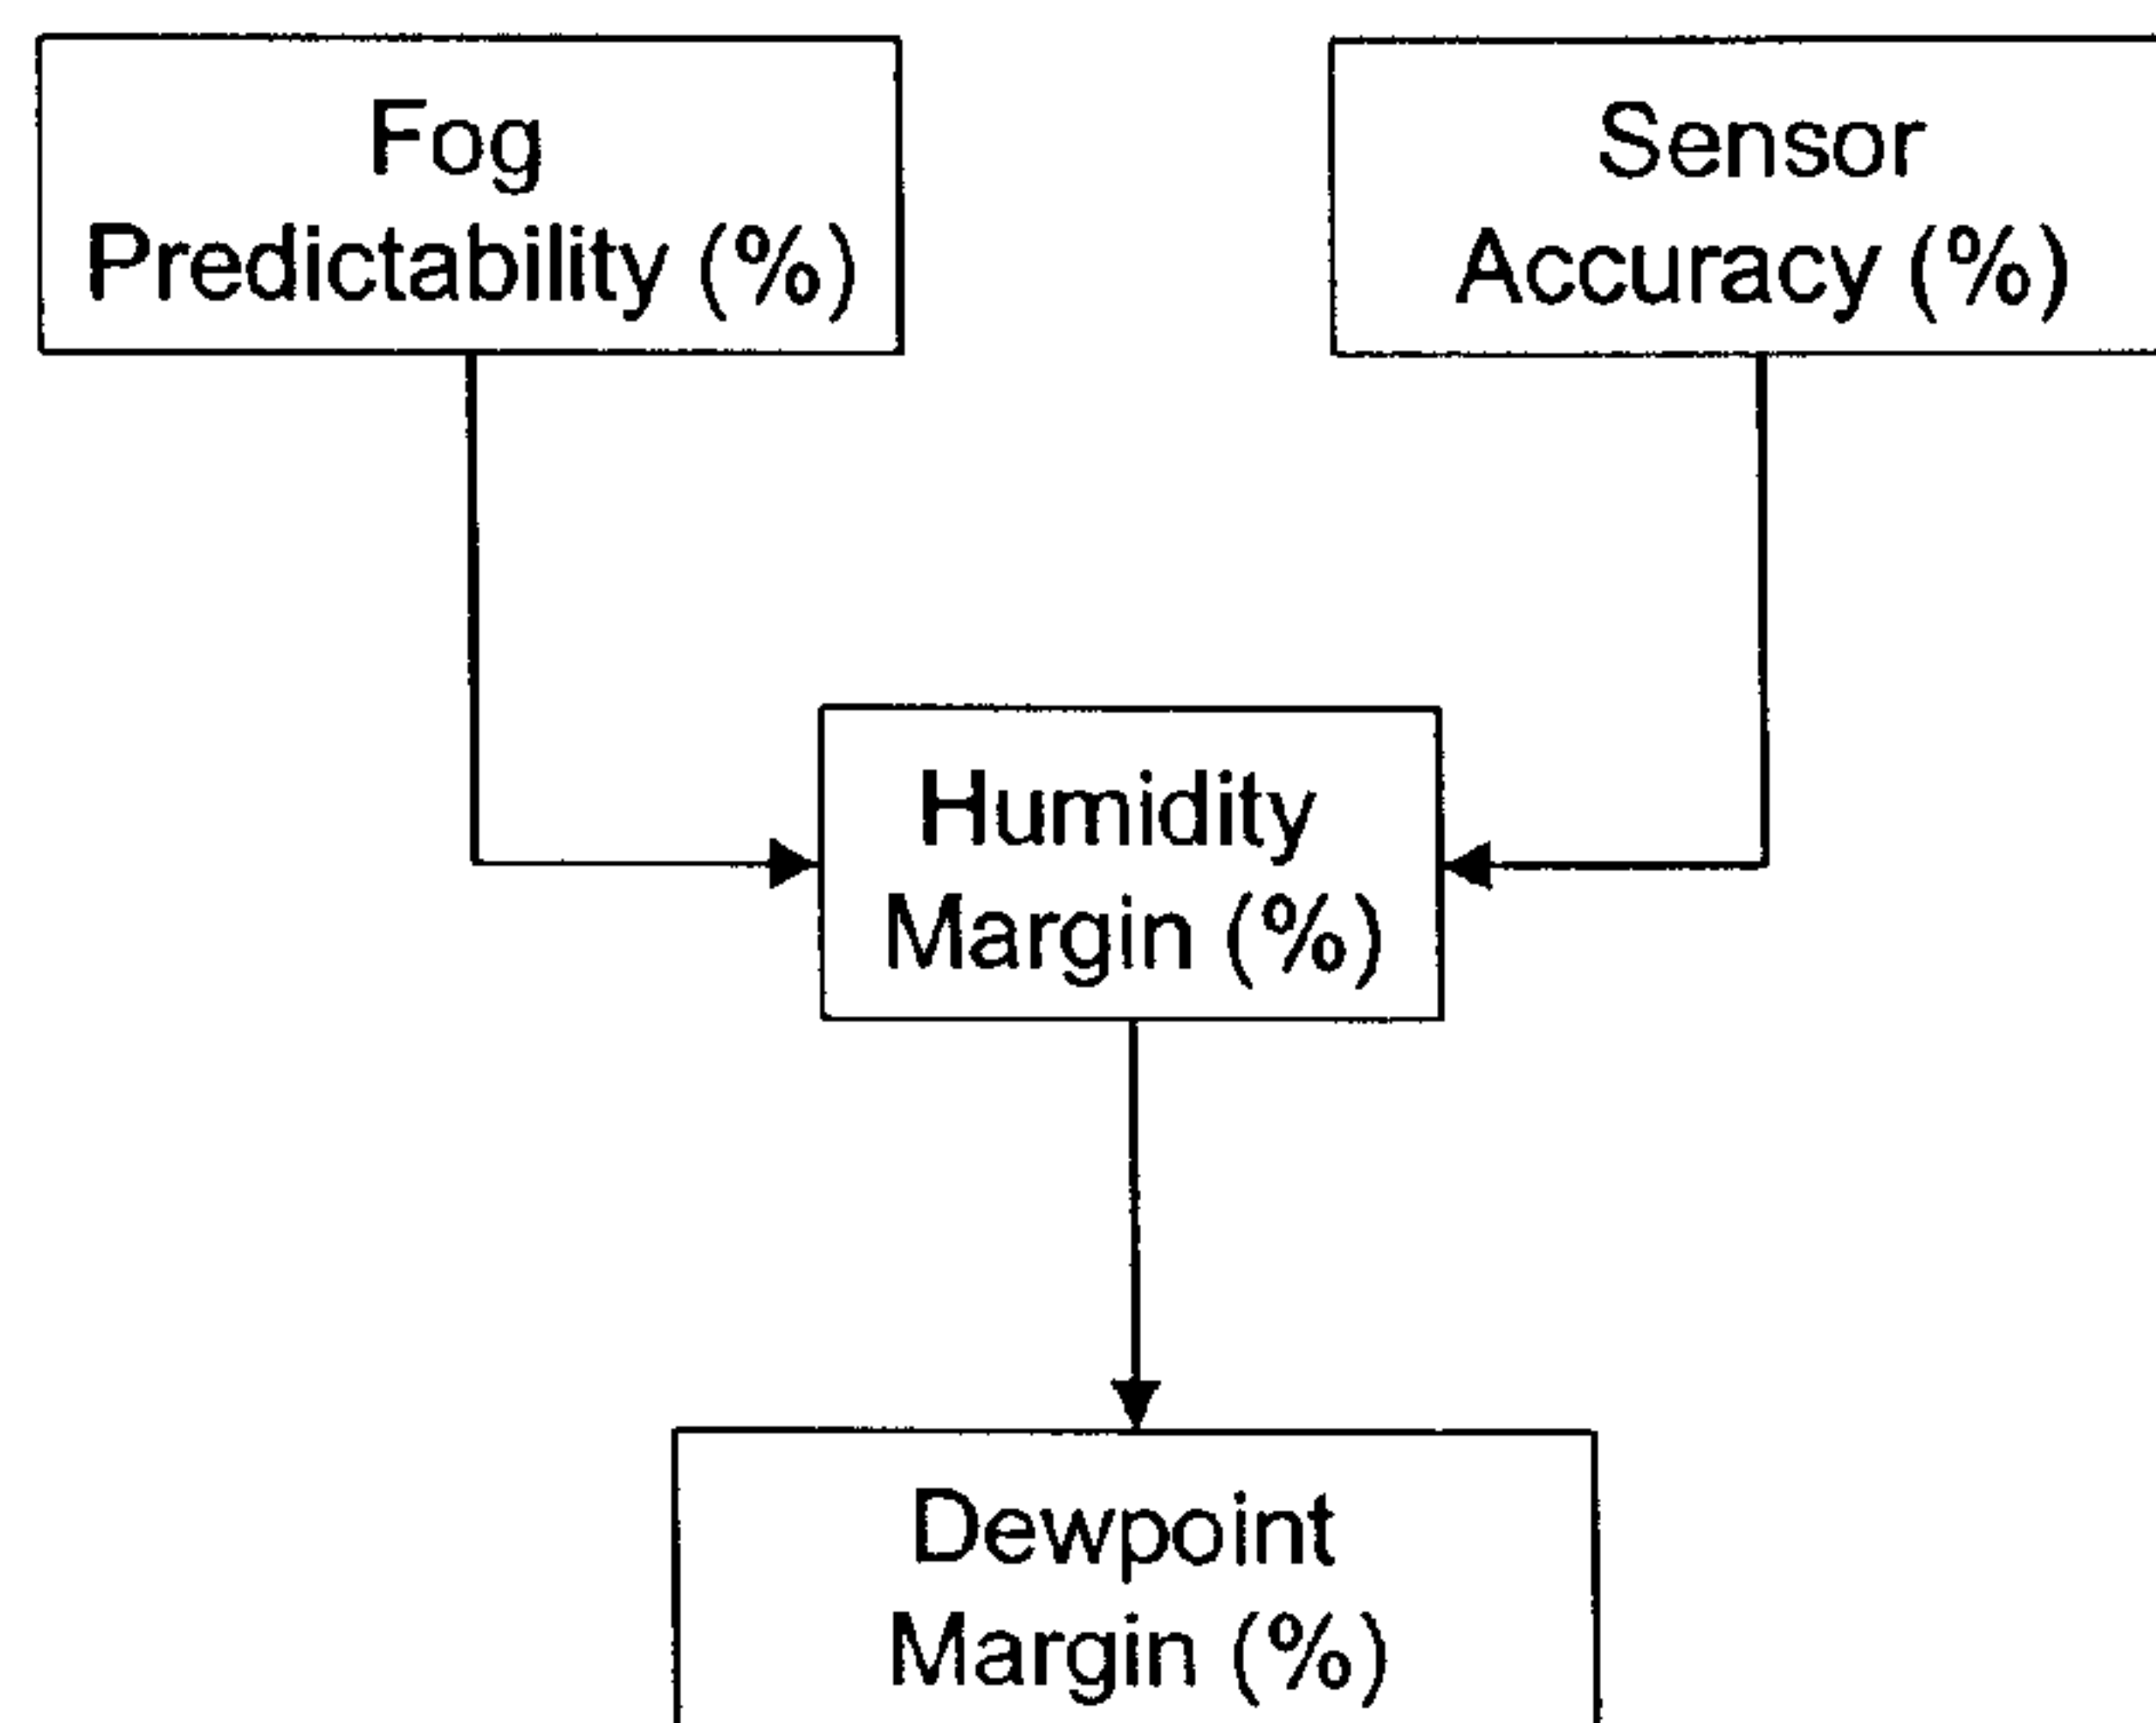 Fog
Predictability (%)
Sensor
Accuracy (%)
Humidity
Margin (%)
Dewpoint
Margin (%)